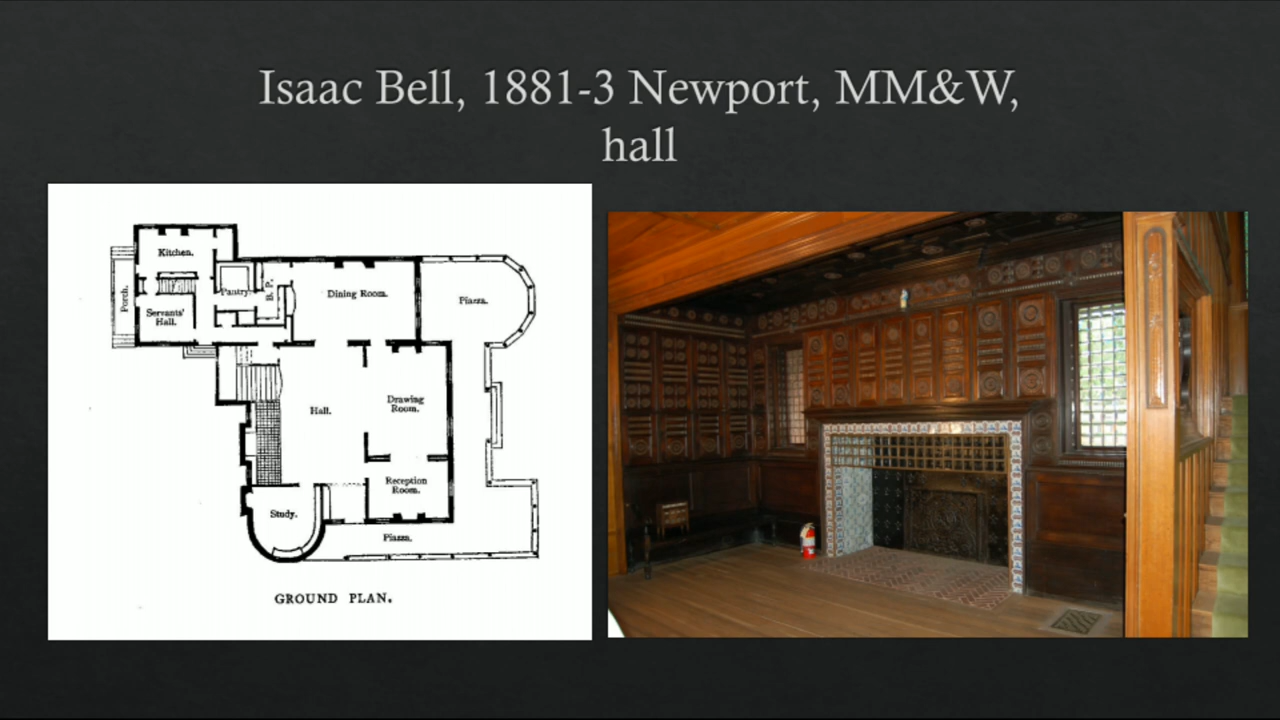 Isaac Bell, 1881-3 Newport, MM&W,
hall
Kitchen.
Porch.
Pantry.
B. P.
Servants'
Hall.
Dining Room.
Piazza.
Hall.
Drawing
Room.
Reception
Room.
Study.
Piazza.
GROUND PLAN.